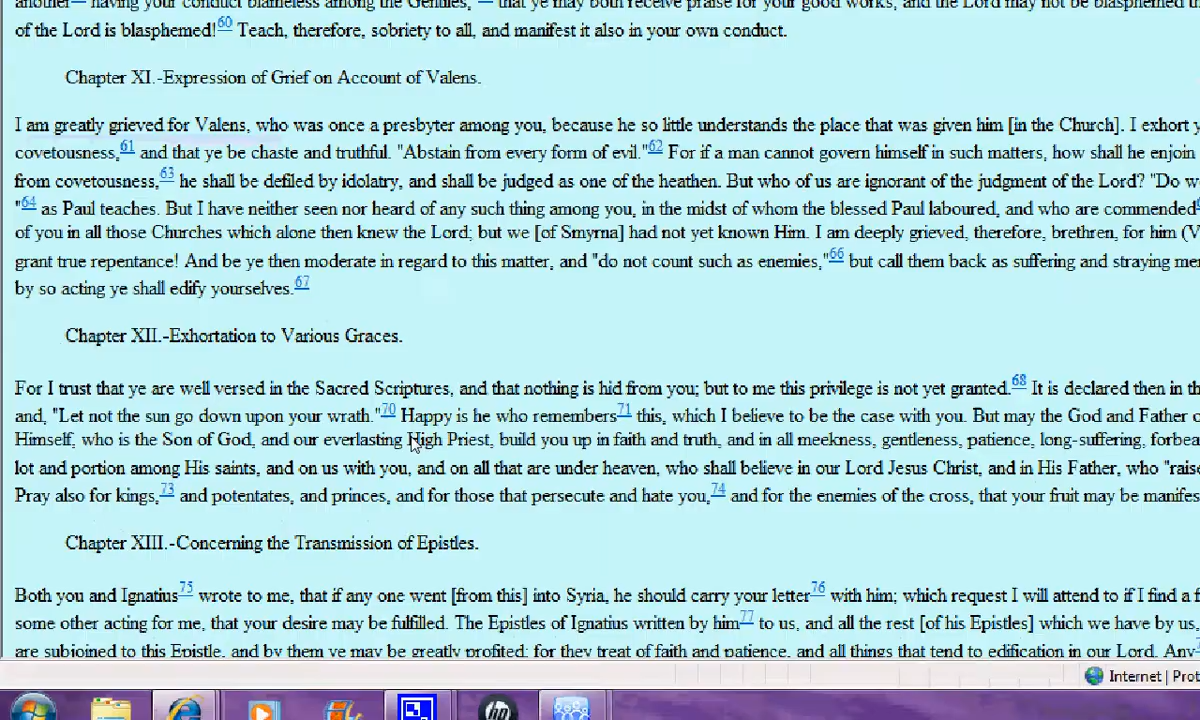 another— having your conduct blameless among the Gentiles, — that ye may both receive praise for your good works, and the Lord may not be blasphemed
of the Lord is blasphemed!60 Teach, therefore, sobriety to all, and manifest it also in your own conduct.
Chapter XI.-Expression of Grief on Account of Valens.
I am greatly grieved for Valens, who was once a presbyter among you, because he so little understands the place that was given him [in the Church]. I exhort y
covetousness,61 and that ye be chaste and truthful. "Abstain from every form of evil."62 For if a man cannot govern himself in such matters, how shall he enjoin
from covetousness,63 he shall be defiled by idolatry, and shall be judged as one of the heathen. But who of us are ignorant of the judgment of the Lord? "Do w
"64 as Paul teaches. But I have neither seen nor heard of any such thing among you, in the midst of whom the blessed Paul laboured, and who are commended
of you in all those Churches which alone then knew the Lord; but we [of Smyrna] had not yet known Him. I am deeply grieved, therefore, brethren, for him (V
grant true repentance! And be ye then moderate in regard to this matter, and "do not count such as enemies,"66 but call them back as suffering and straying me
by so acting ye shall edify yourselves.67
Chapter XII.-Exhortation to Various Graces.
For I trust that ye are well versed in the Sacred Scriptures, and that nothing is hid from you; but to me this privilege is not yet granted.68 It is declared then in th
and, "Let not the sun go down upon your wrath."70 Happy is he who remembers71 this, which I believe to be the case with you. But may the God and Father o
Himself, who is the Son of God, and our everlasting High Priest, build you up in faith and truth, and in all meekness, gentleness, patience, long-suffering, forbea
lot and portion among His saints, and on us with you, and on all that are under heaven, who shall believe in our Lord Jesus Christ, and in His Father, who "raise
Pray also for kings,73 and potentates, and princes, and for those that persecute and hate you,74 and for the enemies of the cross, that your fruit may be manifes
Chapter XIII.-Concerning the Transmission of Epistles.
Both you and Ignatius75 wrote to me, that if any one went [from this] into Syria, he should carry your letter76 with him; which request I will attend to if I find a f
some other acting for me, that your desire may be fulfilled. The Epistles of Ignatius written by him77 to us, and all the rest [of his Epistles] which we have by us,
are subjoined to this Epistle, and by them ye may be greatly profited; for they treat of faith and patience, and all things that tend to edification in our Lord. Any
Internet | Prot
hp